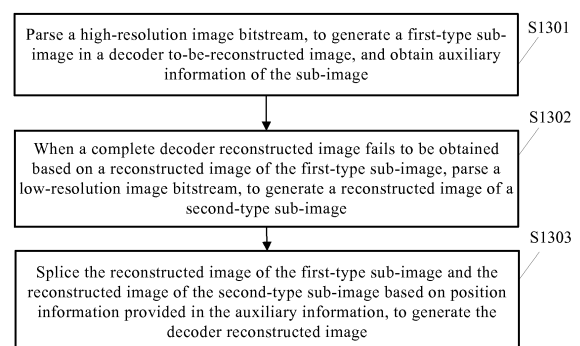 S1301
Parse a high-resolution image bitstream, to generate a first-type sub-
image in a decoder to-be-reconstructed image, and obtain auxiliary
information of the sub-image
S1302
When a complete decoder reconstructed image fails to be obtained
based on a reconstructed image of the first-type sub-image, parse a
low-resolution image bitstream, to generate a reconstructed image of a
second-type sub-image
S1303
Splice the reconstructed image of the first-type sub-image and the
reconstructed image of the second-type sub-image based on position
information provided in the auxiliary information, to generate the
decoder reconstructed image